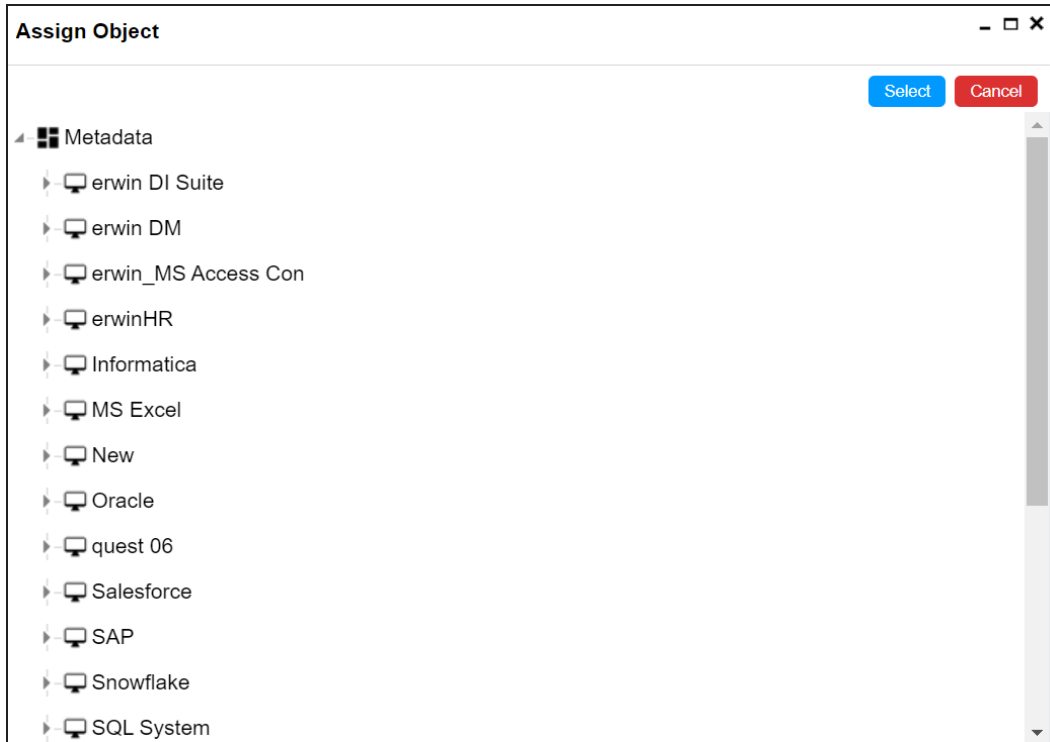 Assign Object
Select Cancel
Metadata
erwin DI Suite
erwin DM
erwin_MS Access Con
erwinHR
Informatica
MS Excel
New
Oracle
quest 06
Salesforce
SAP
Snowflake
SQL System